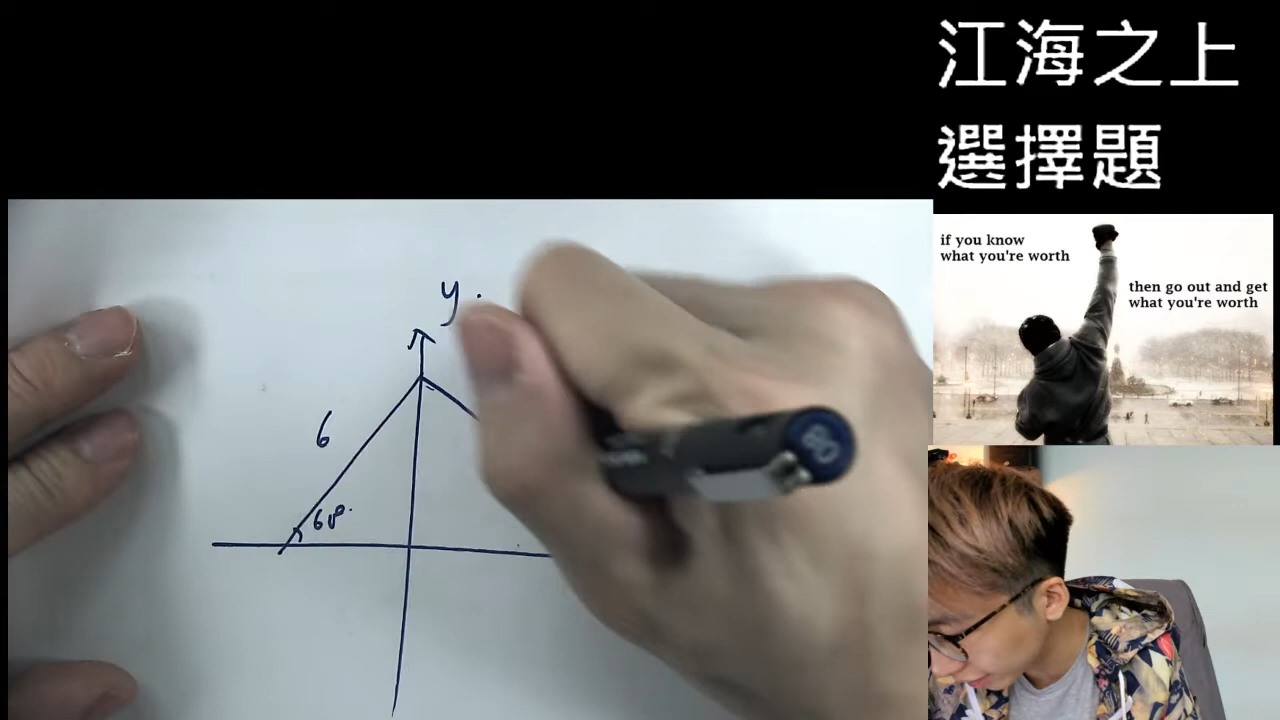 江海之上
選擇題
if you know
what you're worth
then go out and get
what you're worth
y
6
60°